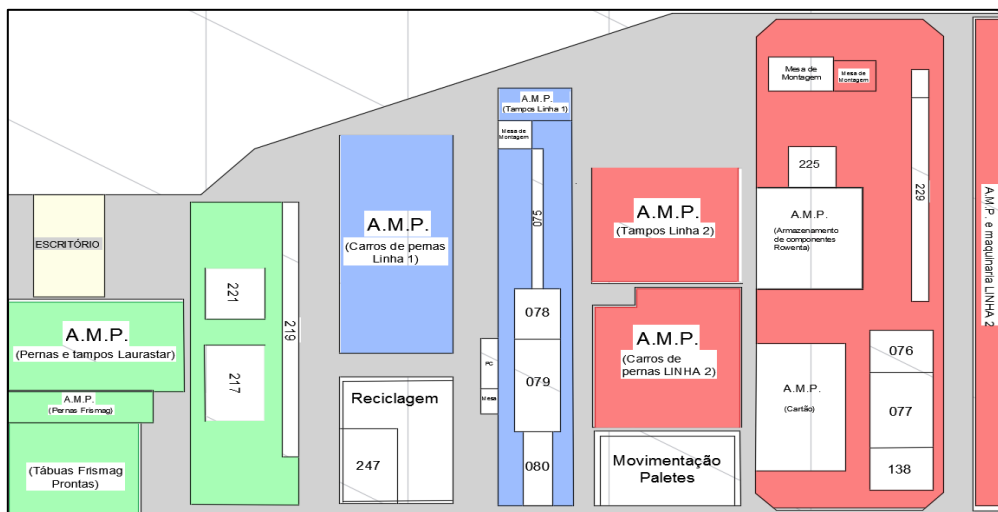 ESCRITÓRIO
A.M.P.
(Pernas e tampos Laurastar)
A.M.P.
(Pernas Frismag)
(Tábuas Frismag
Prontas)
221
217
219
A.M.P.
(Carros de pernas
Linha 1)
Reciclagem
247
A.M.P.
(Tampos Linha 1)
Mesa de
Montagem
075
078
079
080
PC
Mesa
A.M.P.
(Tampos Linha 2)
A.M.P.
(Carros de
pernas LINHA 2)
Movimentação
Paletes
Mesa de
Montagem
Mesa de
Montagem
225
A.M.P.
(Armazenamento
de componentes
Rowenta)
229
A.M.P.
(Cartão)
076
077
138
A.M.P. e maquinaria LINHA 2